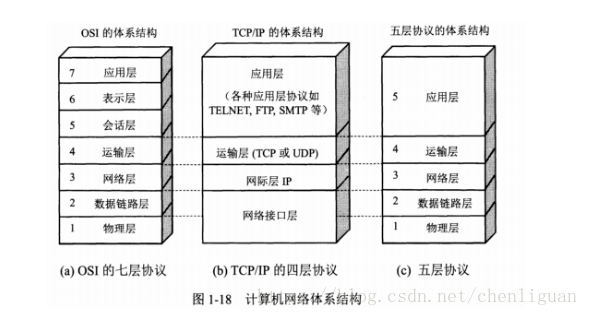 OSI 的体系结构
7 应用层
6 表示层
5 会话层
4 运输层
3 网络层
2 数据链路层
1 物理层
(a) OSI 的七层协议
TCP/IP 的体系结构
应用层
(各种应用层协议如
TELNET, FTP, SMTP 等)
运输层 (TCP 或 UDP)
网际层 IP
网络接口层
(b) TCP/IP 的四层协议
五层协议的体系结构
5 应用层
4 运输层
3 网络层
2 数据链路层
1 物理层
(c) 五层协议
图 1-18 计算机网络体系结构
https://blog.csdn.net/chenliguan